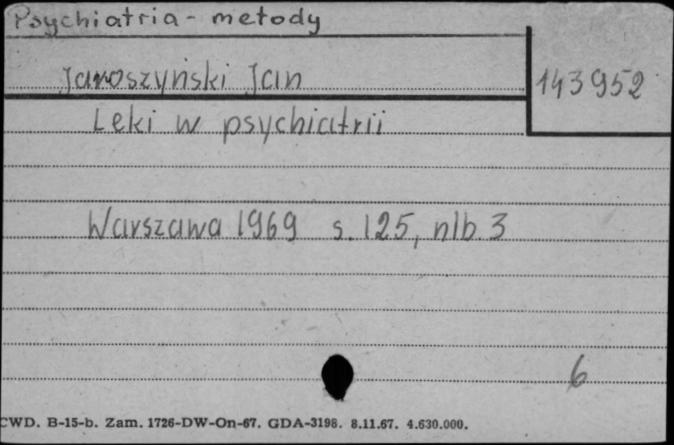 Psychiatria - metody
Jaroszyński Jan
143952
Leki w psychiatrii
Warszawa 1969 s. 125, nlb. 3
6
CWD. B-15-b. Zam. 1726-DW-On-67. GDA-3198. 8.11.67. 4.630.000.